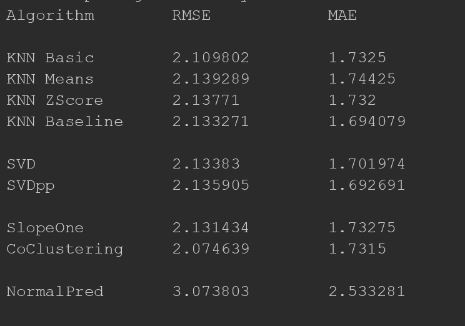 Algorithm RMSE MAE
KNN Basic 2.109802 1.7325
KNN Means 2.139289 1.74425
KNN ZScore 2.13771 1.732
KNN Baseline 2.133271 1.694079
SVD 2.13383 1.701974
SVDpp 2.135905 1.692691
SlopeOne 2.131434 1.73275
CoClustering 2.074639 1.7315
NormalPred 3.073803 2.533281